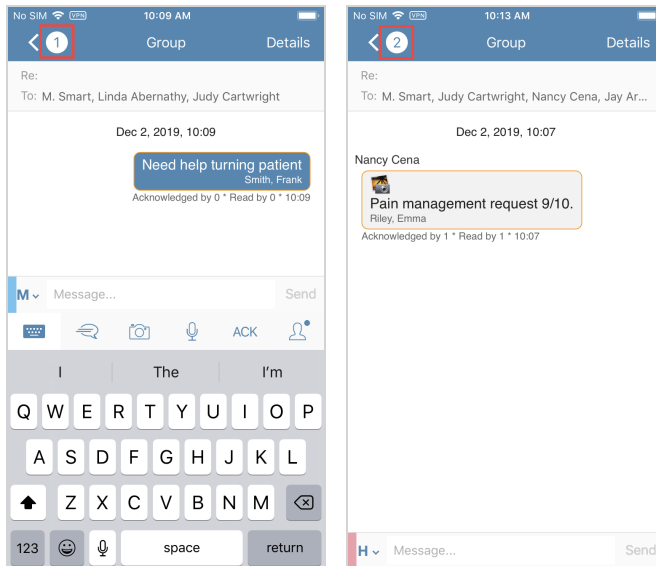 No SIM VPN 10:09 AM
1 Group Details
Re:
To: M. Smart, Linda Abernathy, Judy Cartwright
Dec 2, 2019, 10:09
Need help turning patient
Smith, Frank
Acknowledged by 0 * Read by 0 * 10:09
M Message... Send
ACK
I The I'm
Q W E R T Y U I O P
A S D F G H J K L
Z X C V B N M
123 space return
No SIM VPN 10:13 AM
2 Group Details
Re:
To: M. Smart, Judy Cartwright, Nancy Cena, Jay Ar...
Dec 2, 2019, 10:07
Nancy Cena
Pain management request 9/10.
Riley, Emma
Acknowledged by 1 * Read by 1 * 10:07
H Message... Send